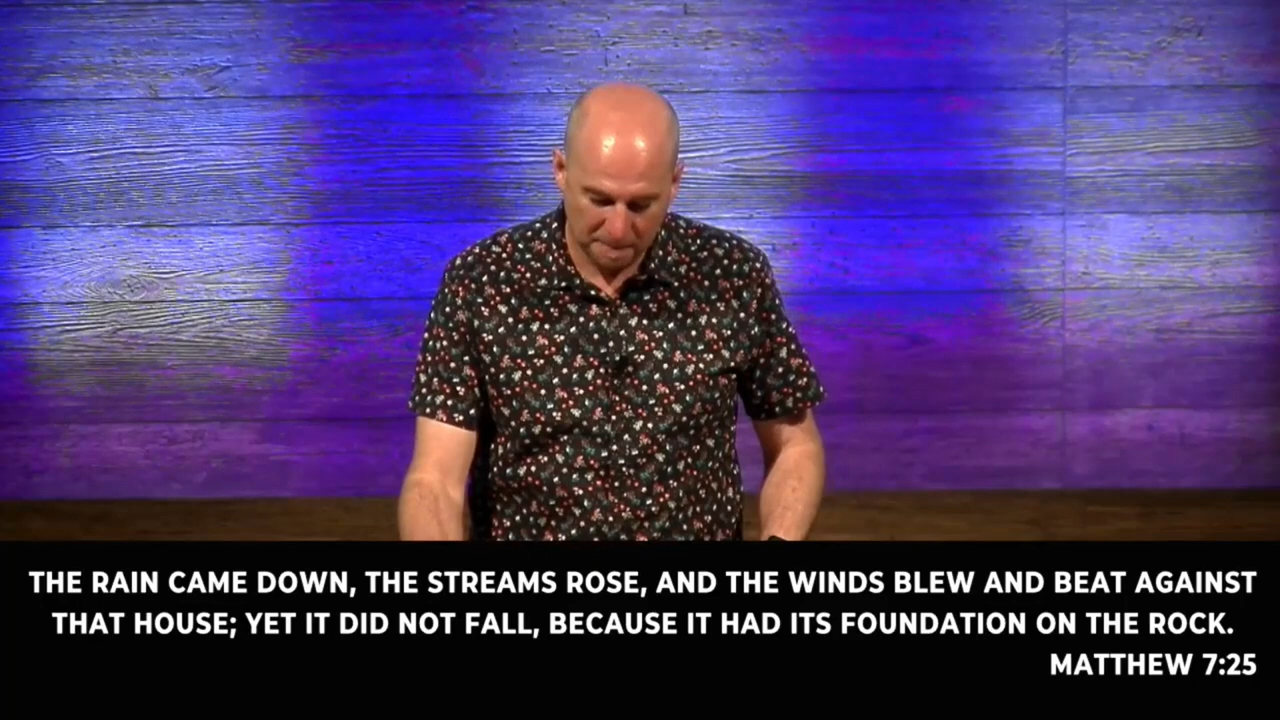 THE RAIN CAME DOWN, THE STREAMS ROSE, AND THE WINDS BLEW AND BEAT AGAINST
THAT HOUSE; YET IT DID NOT FALL, BECAUSE IT HAD ITS FOUNDATION ON THE ROCK.
MATTHEW 7:25